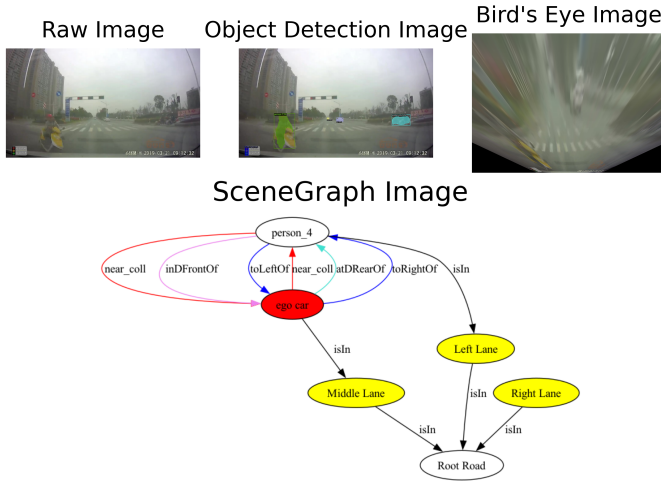 Raw Image
Object Detection Image
Bird's Eye Image
SceneGraph Image
person_4
near_coll
inDFrontOf
toLeftOf
near_coll
atDRearOf
toRightOf
isIn
ego car
isIn
Left Lane
Middle Lane
isIn
Right Lane
isIn
isIn
Root Road